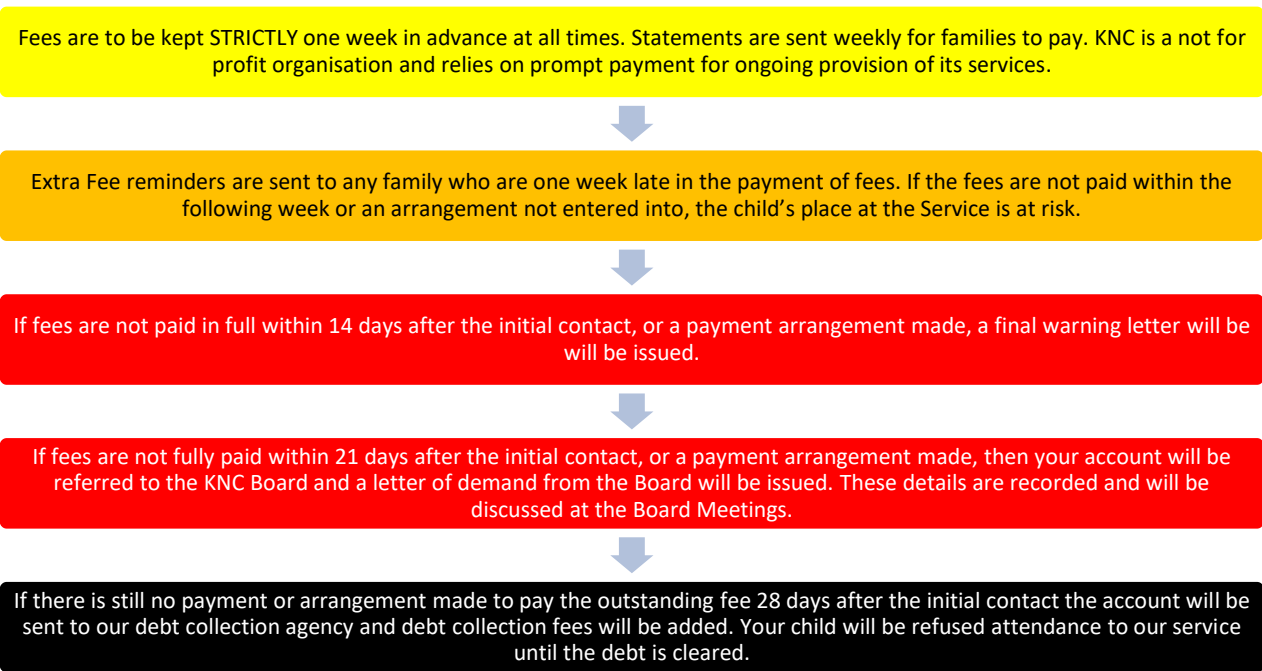 Fees are to be kept STRICTLY one week in advance at all times. Statements are sent weekly for families to pay. KNC is a not for
profit organisation and relies on prompt payment for ongoing provision of its services.
Extra Fee reminders are sent to any family who are one week late in the payment of fees. If the fees are not paid within the
following week or an arrangement not entered into, the child’s place at the Service is at risk.
If fees are not paid in full within 14 days after the initial contact, or a payment arrangement made, a final warning letter will be
will be issued.
If fees are not fully paid within 21 days after the initial contact, or a payment arrangement made, then your account will be
referred to the KNC Board and a letter of demand from the Board will be issued. These details are recorded and will be
discussed at the Board Meetings.
If there is still no payment or arrangement made to pay the outstanding fee 28 days after the initial contact the account will be
sent to our debt collection agency and debt collection fees will be added. Your child will be refused attendance to our service
until the debt is cleared.